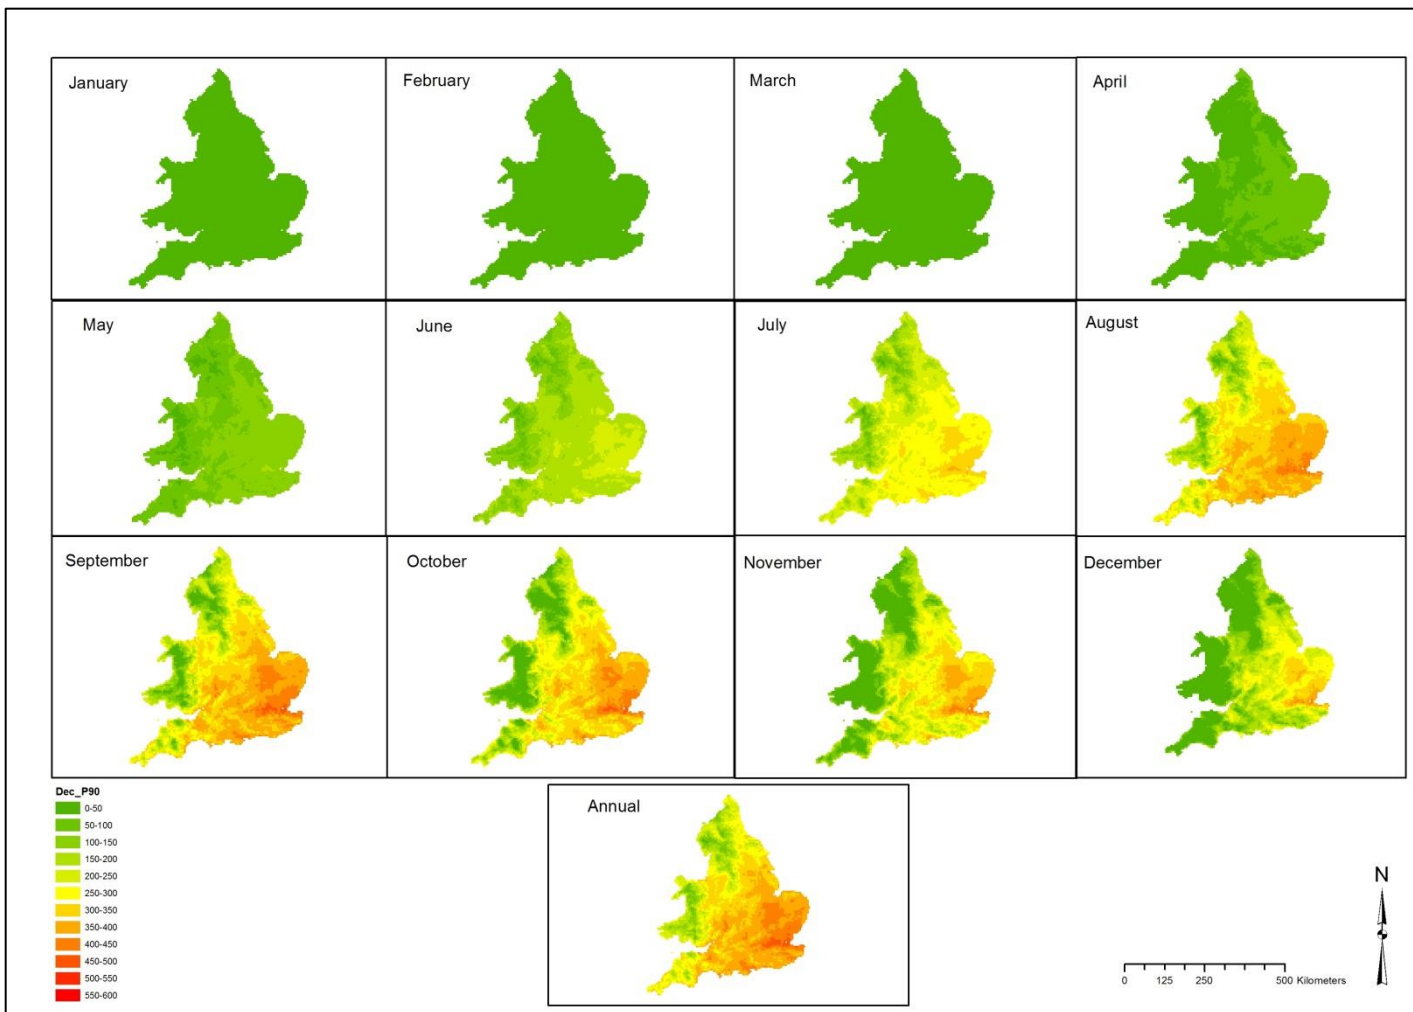 January
February
March
April
May
June
July
August
September
October
November
December
Annual
Dec_P90
0-50
50-100
100-150
150-200
200-250
250-300
300-350
350-400
400-450
450-500
500-550
550-600
N
0 125 250 500 Kilometers